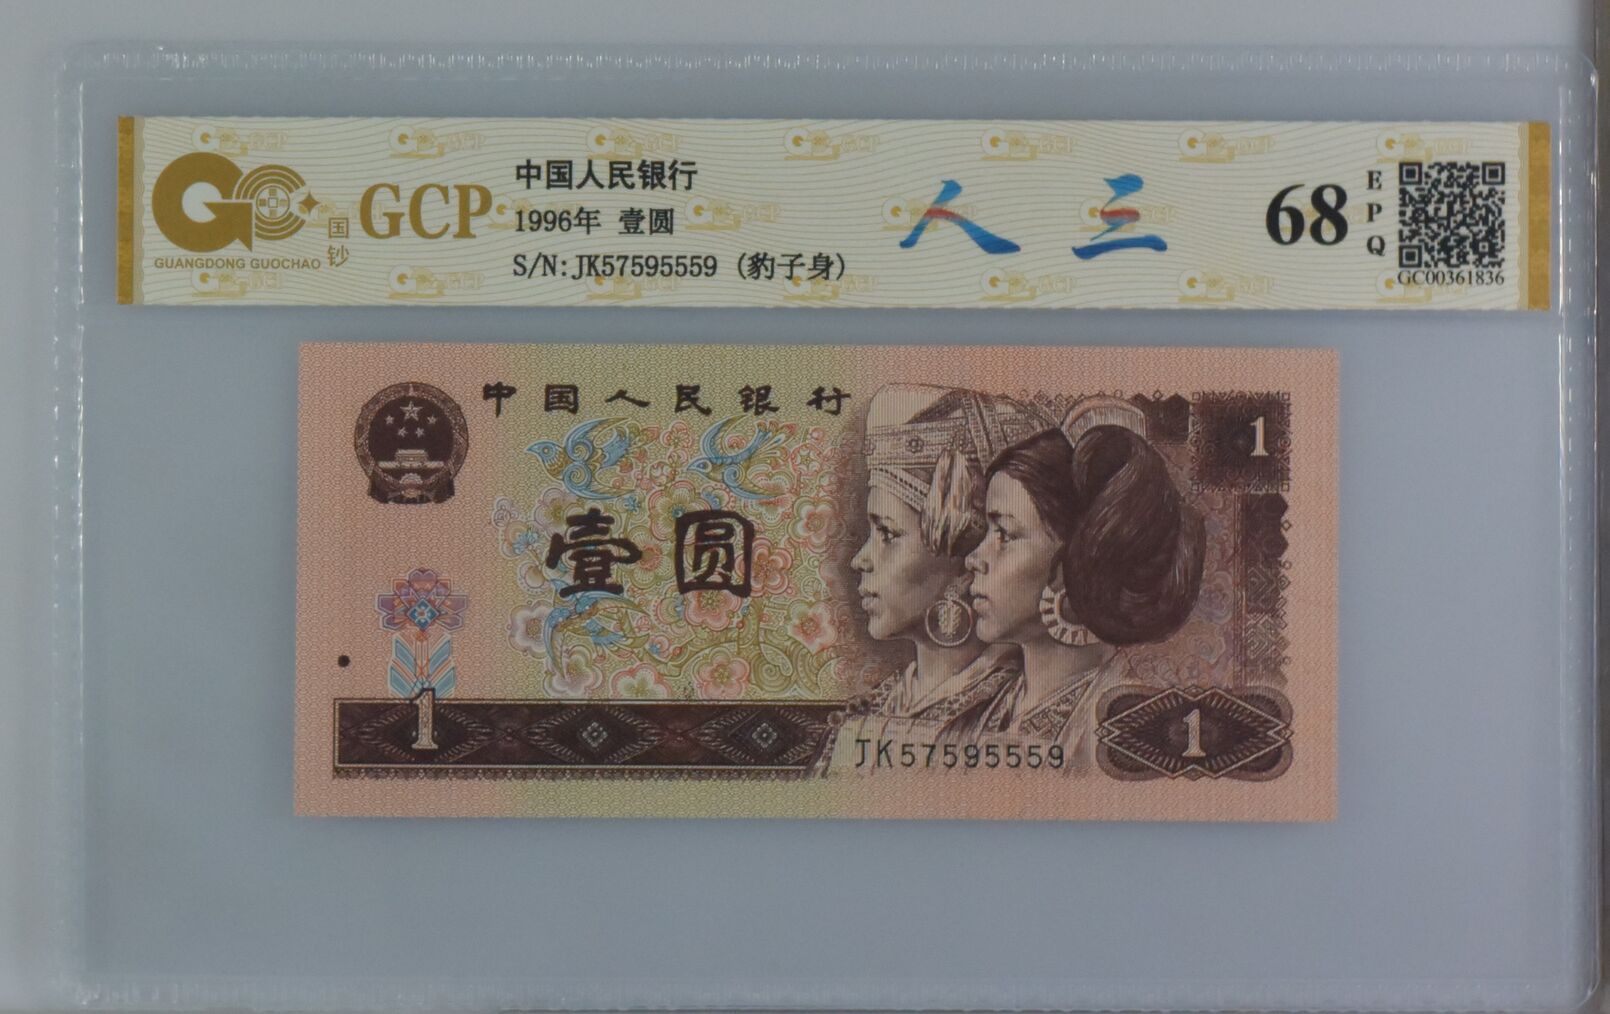 GCP
国钞
GUANGDONG GUOCHAO
中国人民银行
1996年 壹圆
S/N:JK57595559 (豹子身)
人三
68
EPQ
GC00361836
中国人民银行
1
壹圆
1
JK57595559
1